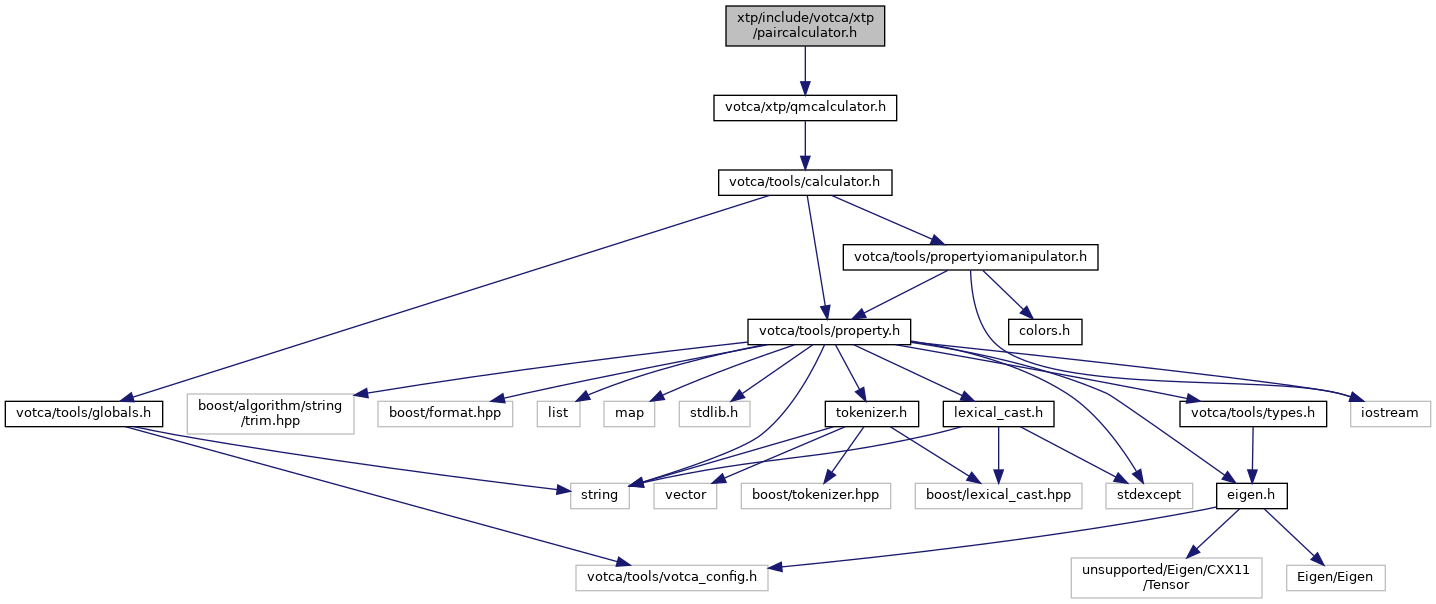 xtp/include/votca/xtp
/paircalculator.h
votca/xtp/qmcalculator.h
votca/tools/calculator.h
votca/tools/propertyiomanipulator.h
votca/tools/property.h
colors.h
votca/tools/globals.h
boost/algorithm/string
/trim.hpp
boost/format.hpp
list
map
stdlib.h
tokenizer.h
lexical_cast.h
votca/tools/types.h
iostream
string
vector
boost/tokenizer.hpp
boost/lexical_cast.hpp
stdexcept
eigen.h
votca/tools/votca_config.h
unsupported/Eigen/CXX11
/Tensor
Eigen/Eigen